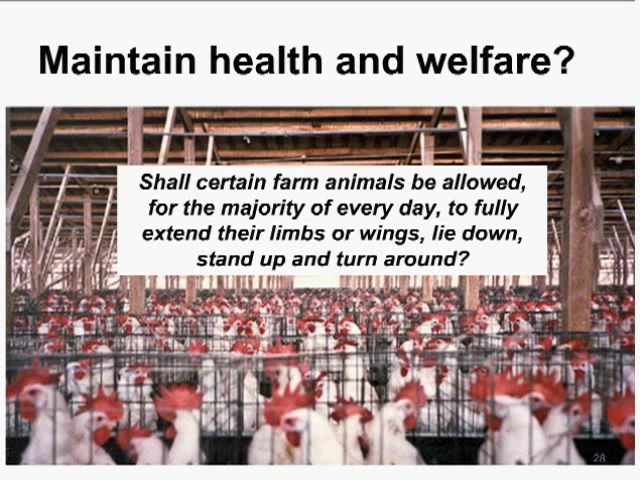 Maintain health and welfare?
Shall certain farm animals be allowed,
for the majority of every day, to fully
extend their limbs or wings, lie down,
stand up and turn around?
28